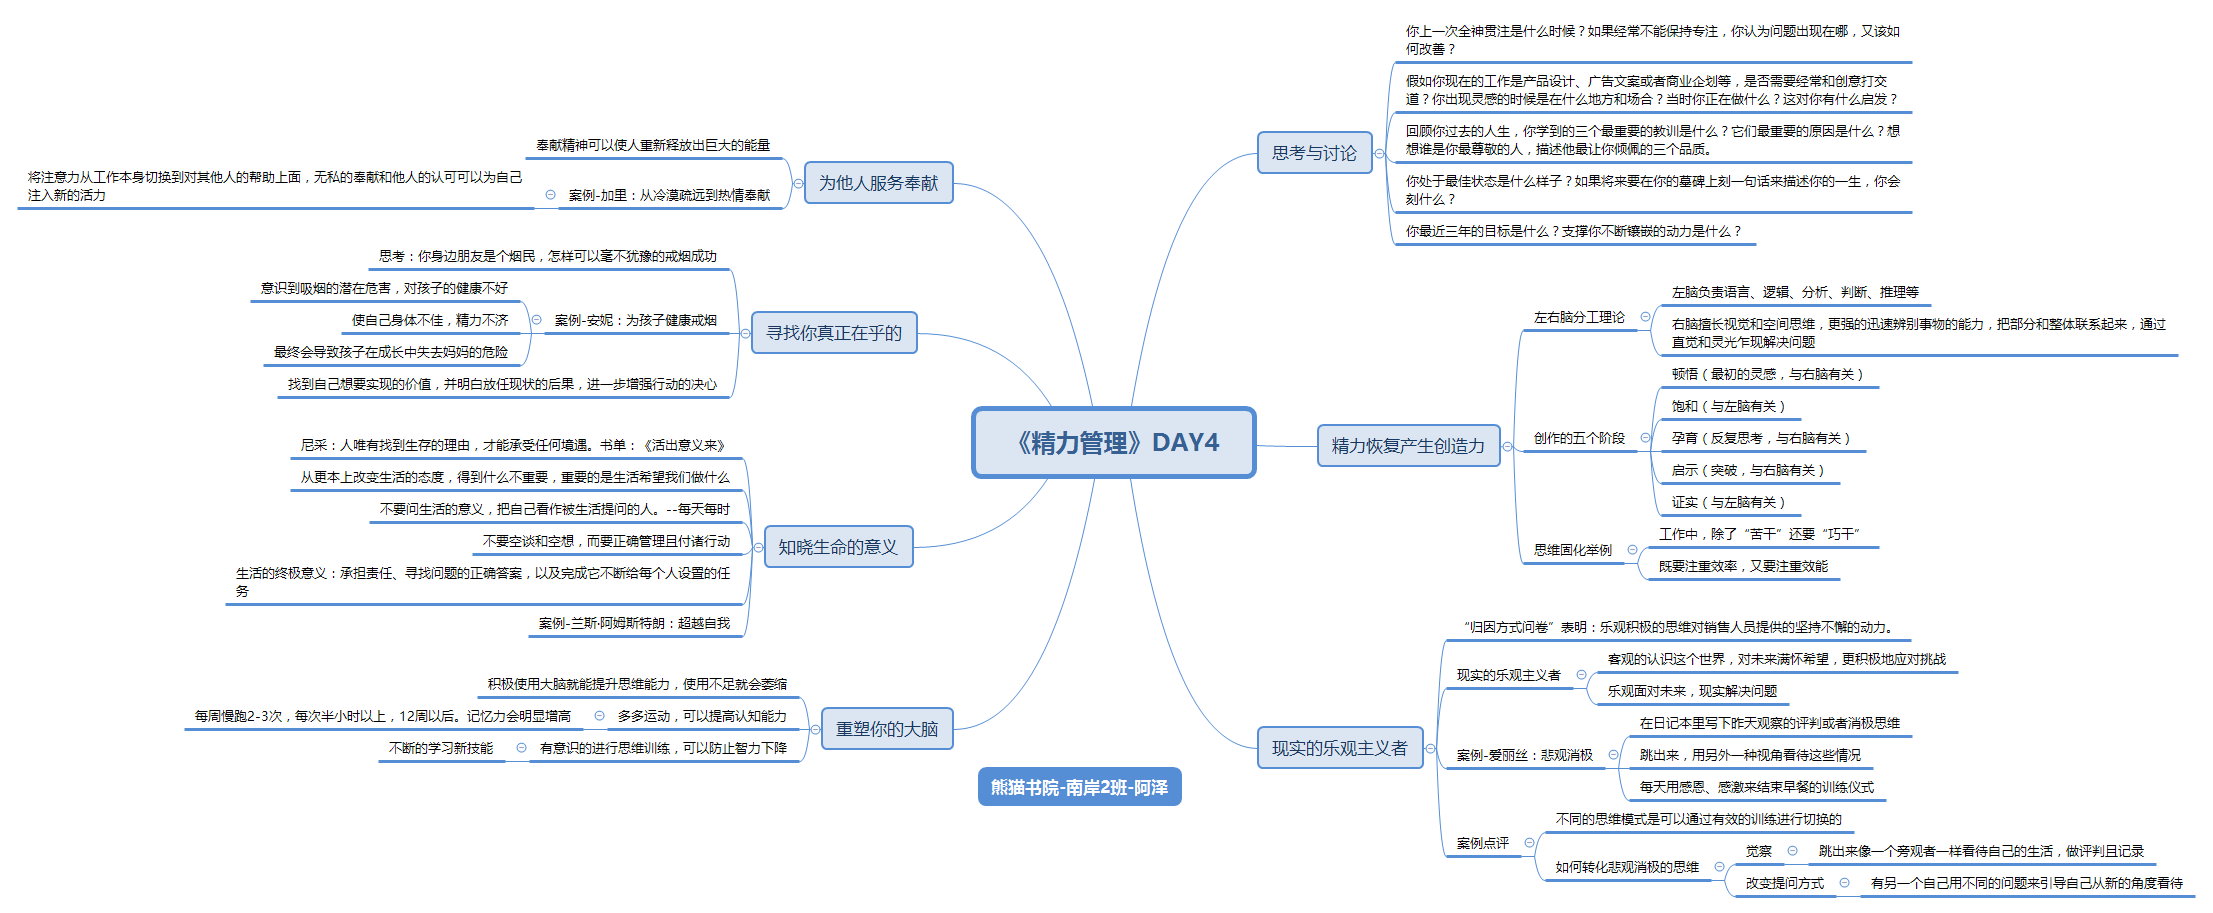 《精力管理》DAY4
思考与讨论
你上一次全神贯注是什么时候？如果经常不能保持专注，你认为问题出现在哪，又该如
何改善？
假如你现在的工作是产品设计、广告文案或者商业企划等，是否需要经常和创意打交
道？你出现灵感的时候是在什么地方和场合？当时你正在做什么？这对你有什么启发？
回顾你过去的人生，你学到的三个最重要的教训是什么？它们最重要的原因是什么？想
想谁是你最尊敬的人，描述他最让你倾佩的三个品质。
你处于最佳状态是什么样子？如果将来要在你的墓碑上刻一句话来描述你的一生，你会
刻什么？
你最近三年的目标是什么？支撑你不断镶嵌的动力是什么？
精力恢复产生创造力
左右脑分工理论
左脑负责语言、逻辑、分析、判断、推理等
右脑擅长视觉和空间思维，更强的迅速辨别事物的能力，把部分和整体联系起来，通过
直觉和灵光乍现解决问题
创作的五个阶段
顿悟（最初的灵感，与右脑有关）
饱和（与左脑有关）
孕育（反复思考，与右脑有关）
启示（突破，与右脑有关）
证实（与左脑有关）
思维固化举例
工作中，除了“苦干”还要“巧干”
既要注重效率，又要注重效能
现实的乐观主义者
“归因方式问卷”表明：乐观积极的思维对销售人员提供的坚持不懈的动力。
现实的乐观主义者
客观的认识这个世界，对未来满怀希望，更积极地应对挑战
乐观面对未来，现实解决问题
案例-爱丽丝：悲观消极
在日记本里写下昨天观察的评判或者消极思维
跳出来，用另外一种视角看待这些情况
每天用感恩、感激来结束早餐的训练仪式
案例点评
不同的思维模式是可以通过有效的训练进行切换的
如何转化悲观消极的思维
觉察
跳出来像一个旁观者一样看待自己的生活，做评判且记录
改变提问方式
有另一个自己用不同的问题来引导自己从新的角度看待
为他人服务奉献
奉献精神可以使人重新释放出巨大的能量
案例-加里：从冷漠疏远到热情奉献
将注意力从工作本身切换到对其他人的帮助上面，无私的奉献和他人的认可可以为自己
注入新的活力
寻找你真正在乎的
思考：你身边朋友是个烟民，怎样可以毫不犹豫的戒烟成功
案例-安妮：为孩子健康戒烟
意识到吸烟的潜在危害，对孩子的健康不好
使自己身体不佳，精力不济
最终会导致孩子在成长中失去妈妈的危险
找到自己想要实现的价值，并明白放任现状的后果，进一步增强行动的决心
知晓生命的意义
尼采：人唯有找到生存的理由，才能承受任何境遇。书单：《活出意义来》
从更本上改变生活的态度，得到什么不重要，重要的是生活希望我们做什么
不要问生活的意义，把自己看作被生活提问的人。--每天每时
不要空谈和空想，而要正确管理且付诸行动
生活的终极意义：承担责任、寻找问题的正确答案，以及完成它不断给每个人设置的任
务
案例-兰斯·阿姆斯特朗：超越自我
重塑你的大脑
积极使用大脑就能提升思维能力，使用不足就会萎缩
多多运动，可以提高认知能力
每周慢跑2-3次，每次半小时以上，12周以后。记忆力会明显增高
有意识的进行思维训练，可以防止智力下降
不断的学习新技能
熊猫书院-南岸2班-阿泽